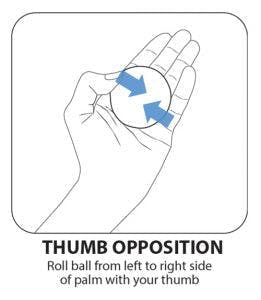 THUMB OPPOSITION
Roll ball from left to right side
of palm with your thumb